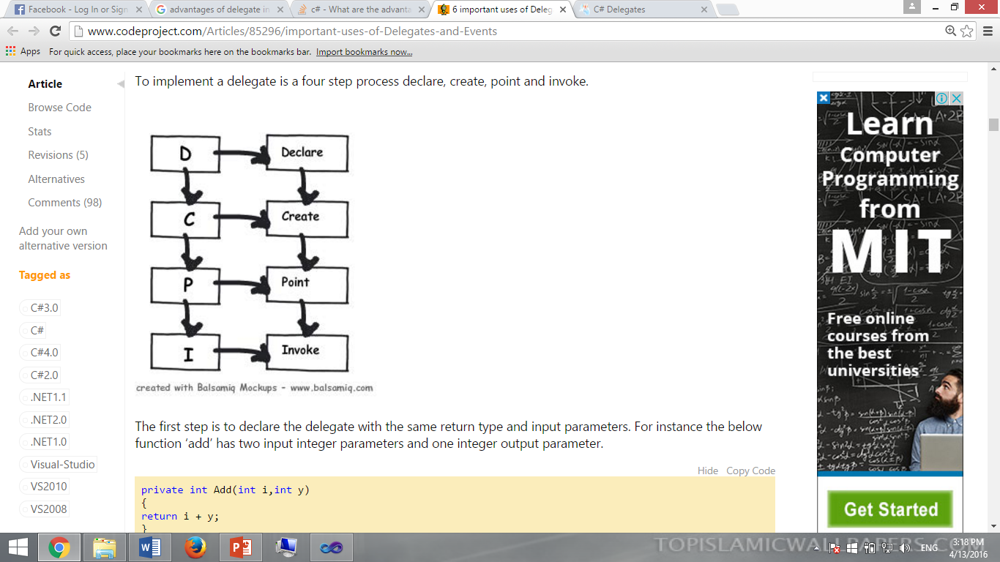 Facebook - Log In or Sign
advantages of delegate in
c# - What are the advanta
6 important uses of Deleg
C# Delegates
www.codeproject.com/Articles/85296/important-uses-of-Delegates-and-Events
Apps For quick access, place your bookmarks here on the bookmarks bar. Import bookmarks now...
Article
Browse Code
Stats
Revisions (5)
Alternatives
Comments (98)
Add your own
alternative version
Tagged as
C#3.0
C#
C#4.0
C#2.0
.NET1.1
.NET2.0
.NET1.0
Visual-Studio
VS2010
VS2008
To implement a delegate is a four step process declare, create, point and invoke.
D Declare
C Create
P Point
I Invoke
created with Balsamiq Mockups - www.balsamiq.com
The first step is to declare the delegate with the same return type and input parameters. For instance the below
function ‘add’ has two input integer parameters and one integer output parameter.
Hide Copy Code
private int Add(int i,int y)
{
return i + y;
}
Learn
Computer
Programming
from
MIT
Free online
courses from
the best
universities
Get Started
TOPISLAMICWALLPAPERS.COM
ENG
3:18 PM
4/13/2016